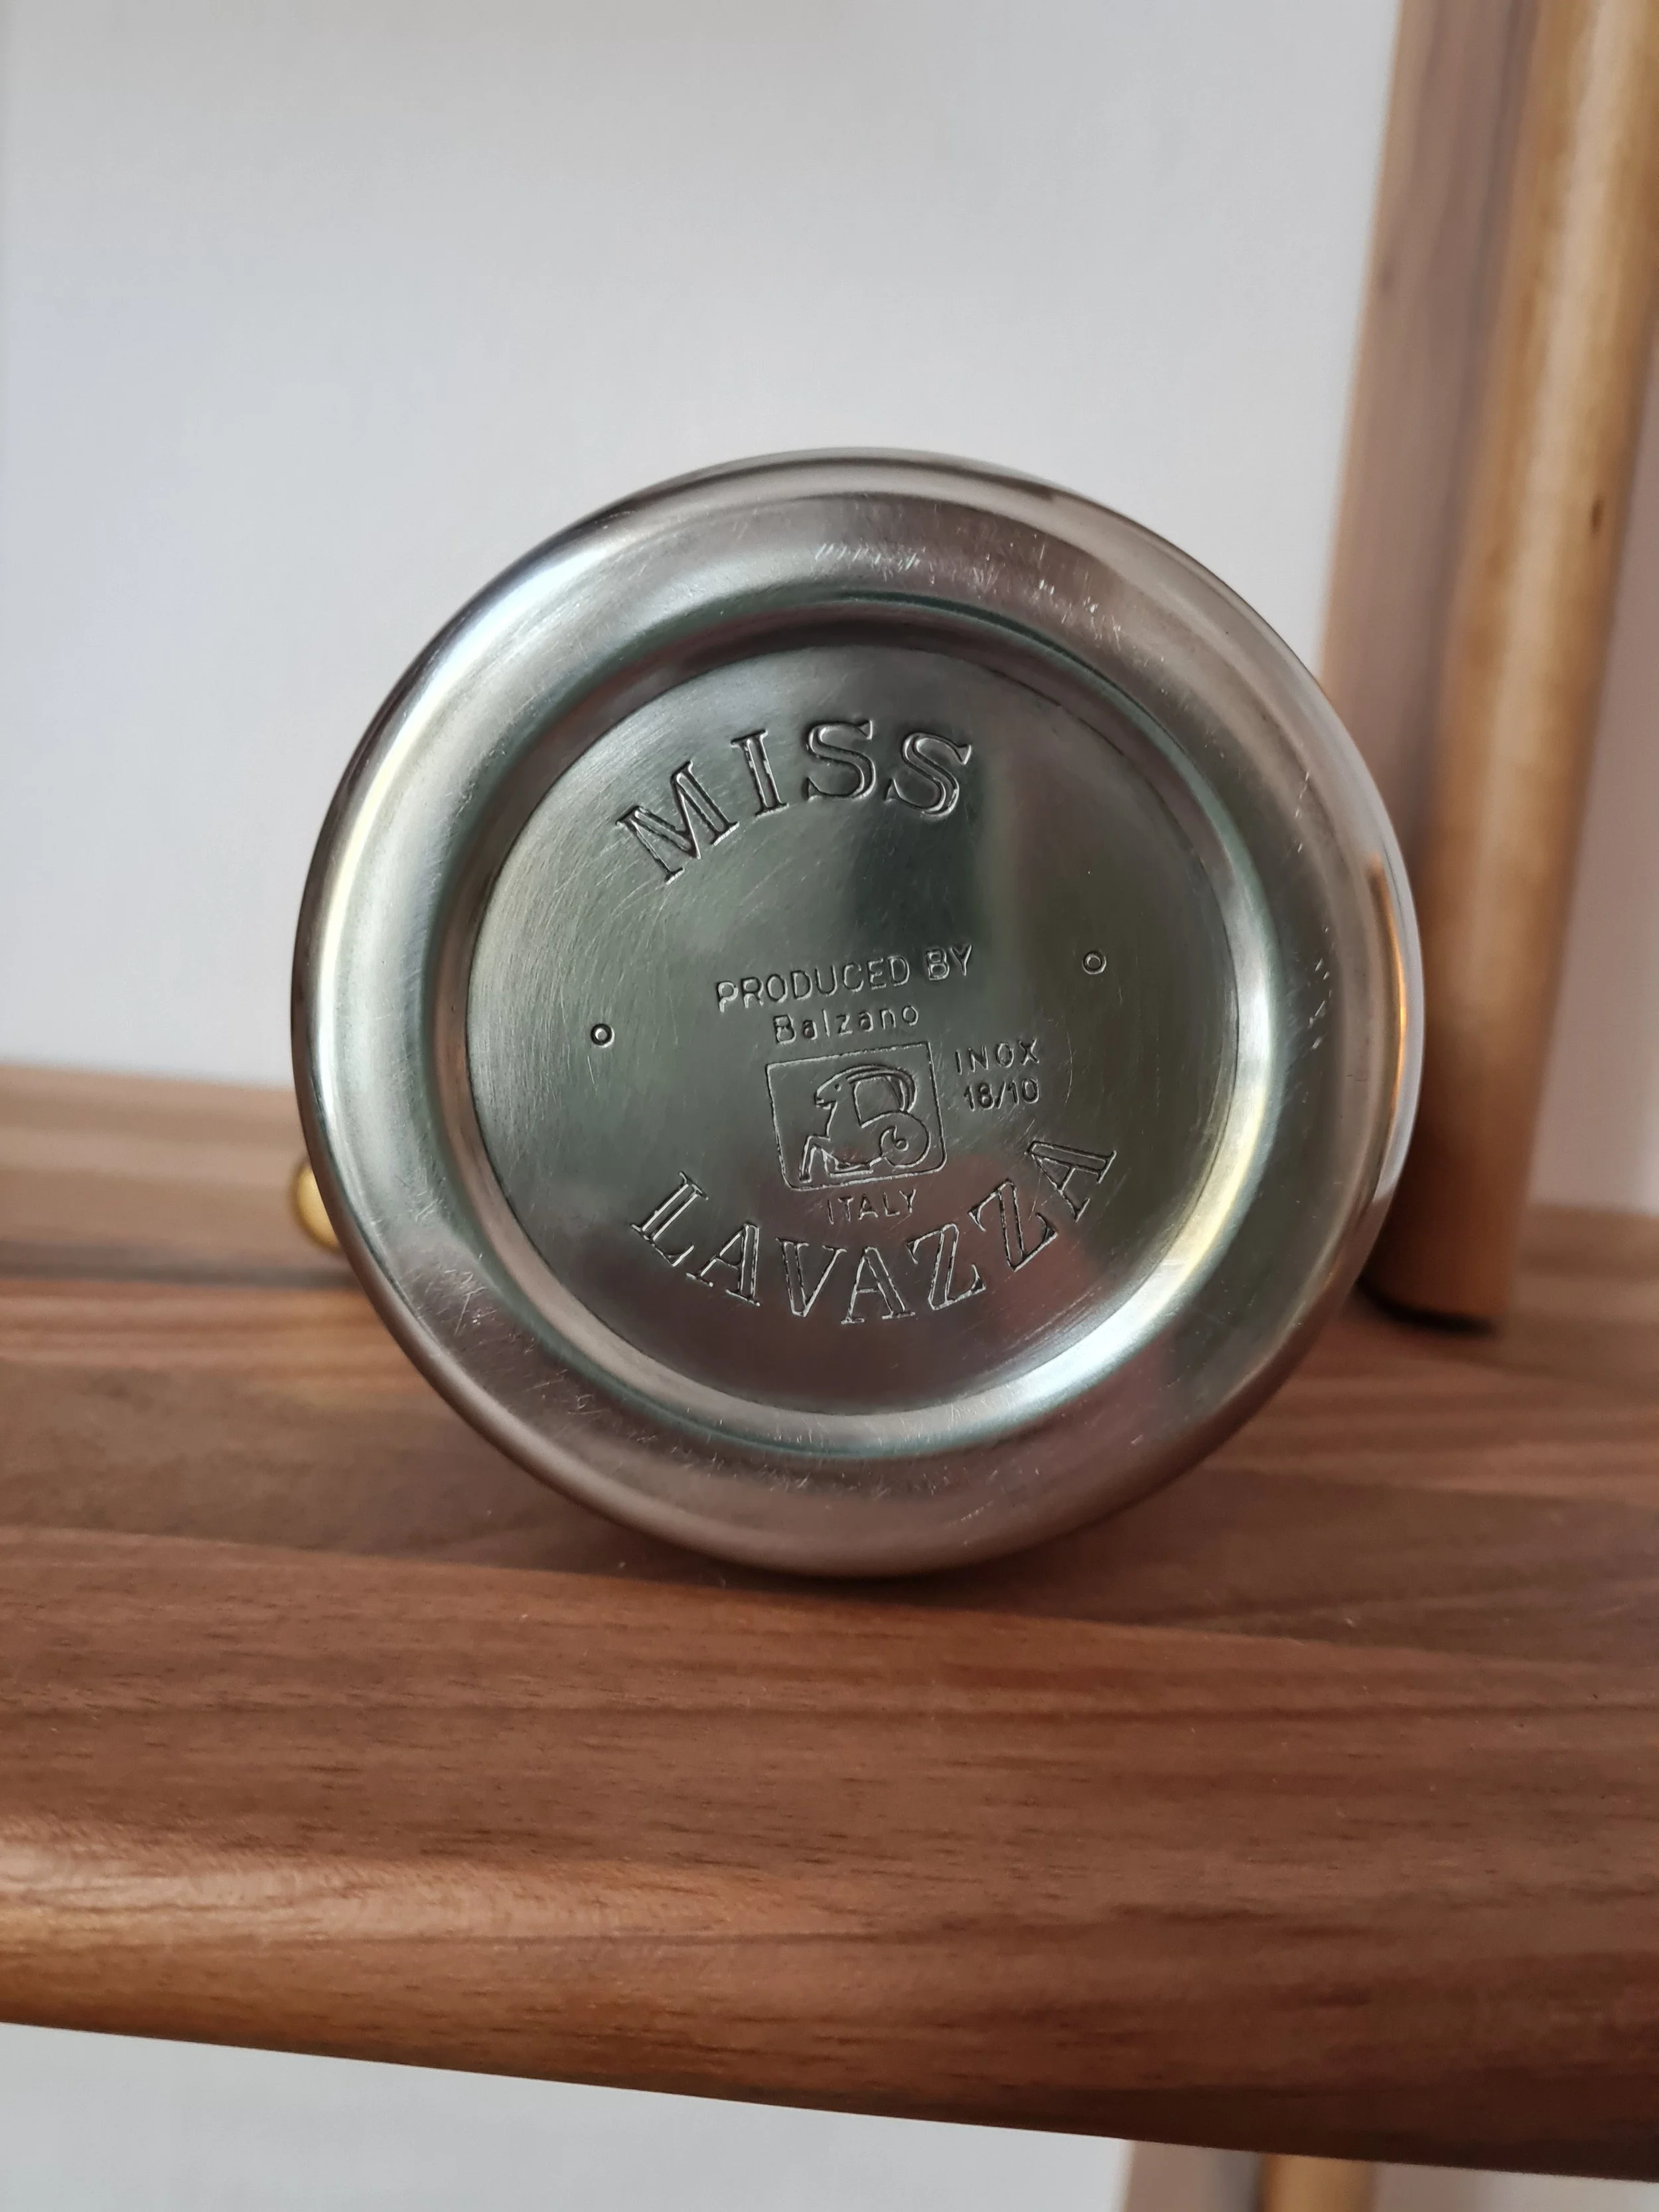 MISS
PRODUCED BY
Balzano
INOX
18/10
ITALY
LAVAZZA